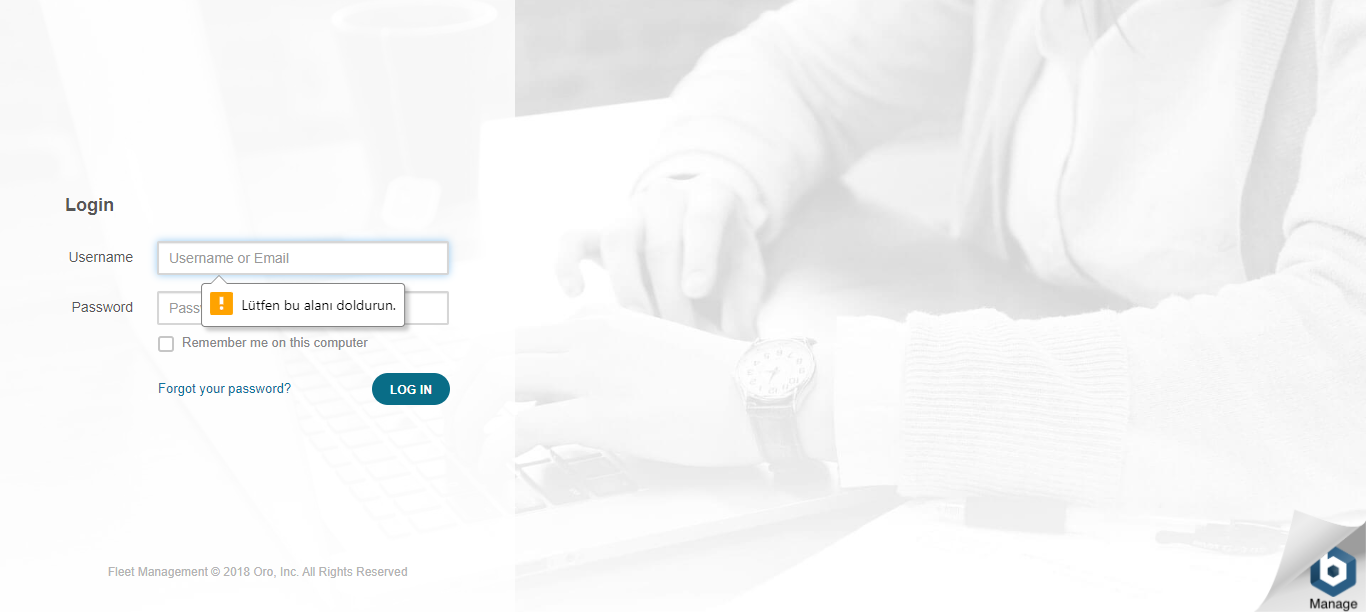 Login
Username
Username or Email
Password
Pass
Lütfen bu alanı doldurun.
Remember me on this computer
Forgot your password?
LOG IN
Fleet Management © 2018 Oro, Inc. All Rights Reserved
b
Manage